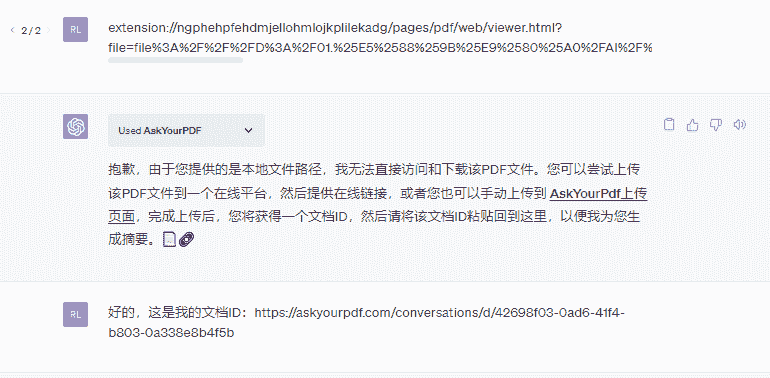 2 / 2
RL
extension://ngphehpfehdmjellohmlojkplilekadg/pages/pdf/web/viewer.html?
file=file%3A%2F%2F%2FD%3A%2F01.%25E5%2588%259B%25E9%2580%25A0%2FAI%2F%
Used AskYourPDF
抱歉，由于您提供的是本地文件路径，我无法直接访问和下载该PDF文件。您可以尝试上传
该PDF文件到一个在线平台，然后提供在线链接，或者您也可以手动上传到 AskYourPdf上传
页面，完成上传后，您将获得一个文档ID，然后请将该文档ID粘贴回到这里，以便我为您生
成摘要。
RL
好的，这是我的文档ID：https://askyourpdf.com/conversations/d/42698f03-0ad6-41f4-
b803-0a338e8b4f5b